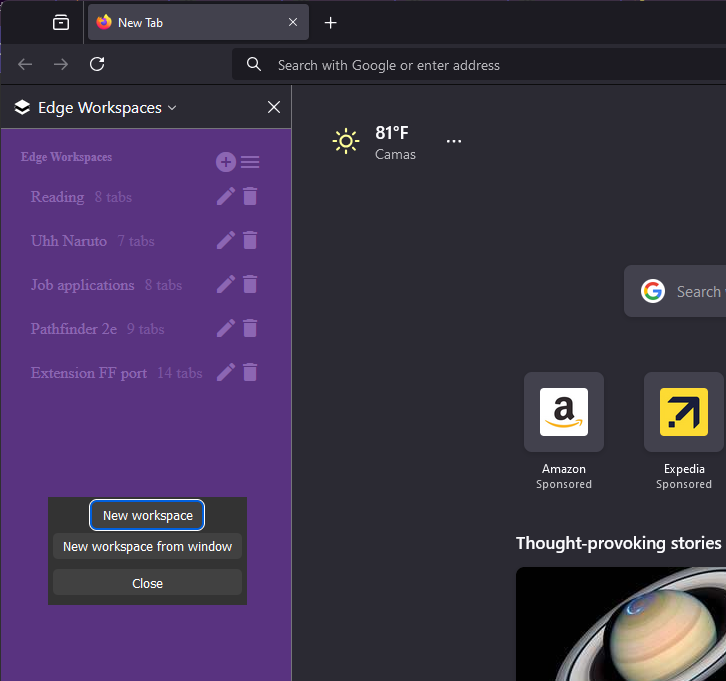 New Tab
Search with Google or enter address
Edge Workspaces
81°F
Camas
Edge Workspaces
Reading 8 tabs
Uhh Naruto 7 tabs
Job applications 8 tabs
Pathfinder 2e 9 tabs
Extension FF port 14 tabs
New workspace
New workspace from window
Close
Search
a
Amazon
Sponsored
Expedia
Sponsored
Thought-provoking stories